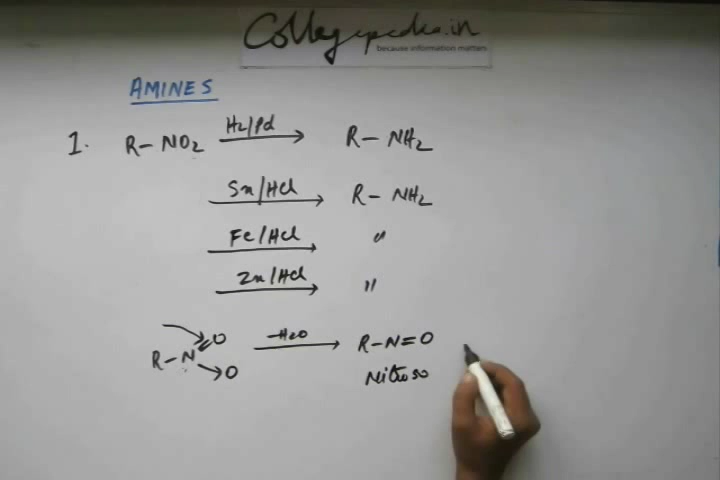 Collegepedia.in
because information matters
AMINES
1. R-NO2 H2/Pd R-NH2
Sn/HCl R-NH2
Fe/HCl "
Zn/HCl "
R-N O O -H2O R-N=O
Nitroso